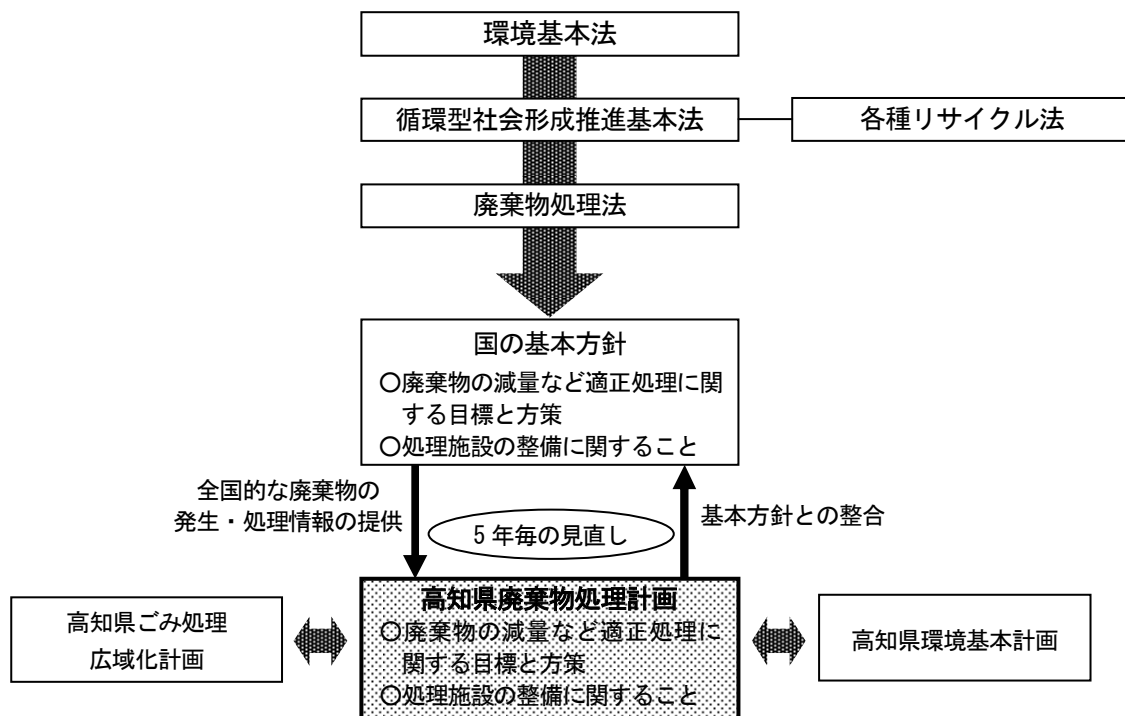 環境基本法
循環型社会形成推進基本法
各種リサイクル法
廃棄物処理法
国の基本方針
○廃棄物の減量など適正処理に関
する目標と方策
○処理施設の整備に関すること
全国的な廃棄物の
発生・処理情報の提供
5年毎の見直し
基本方針との整合
高知県ごみ処理
広域化計画
高知県廃棄物処理計画
○廃棄物の減量など適正処理に
関する目標と方策
○処理施設の整備に関すること
高知県環境基本計画